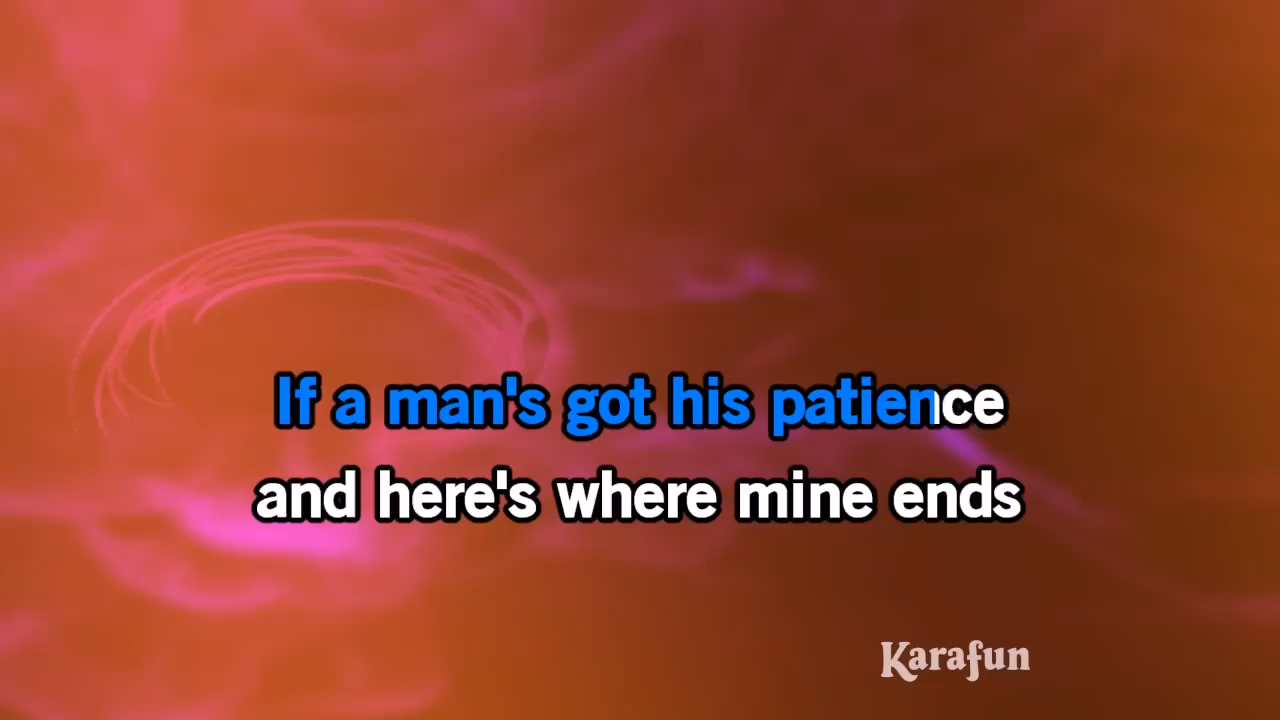 If a man's got his patience
and here's where mine ends
Karafun